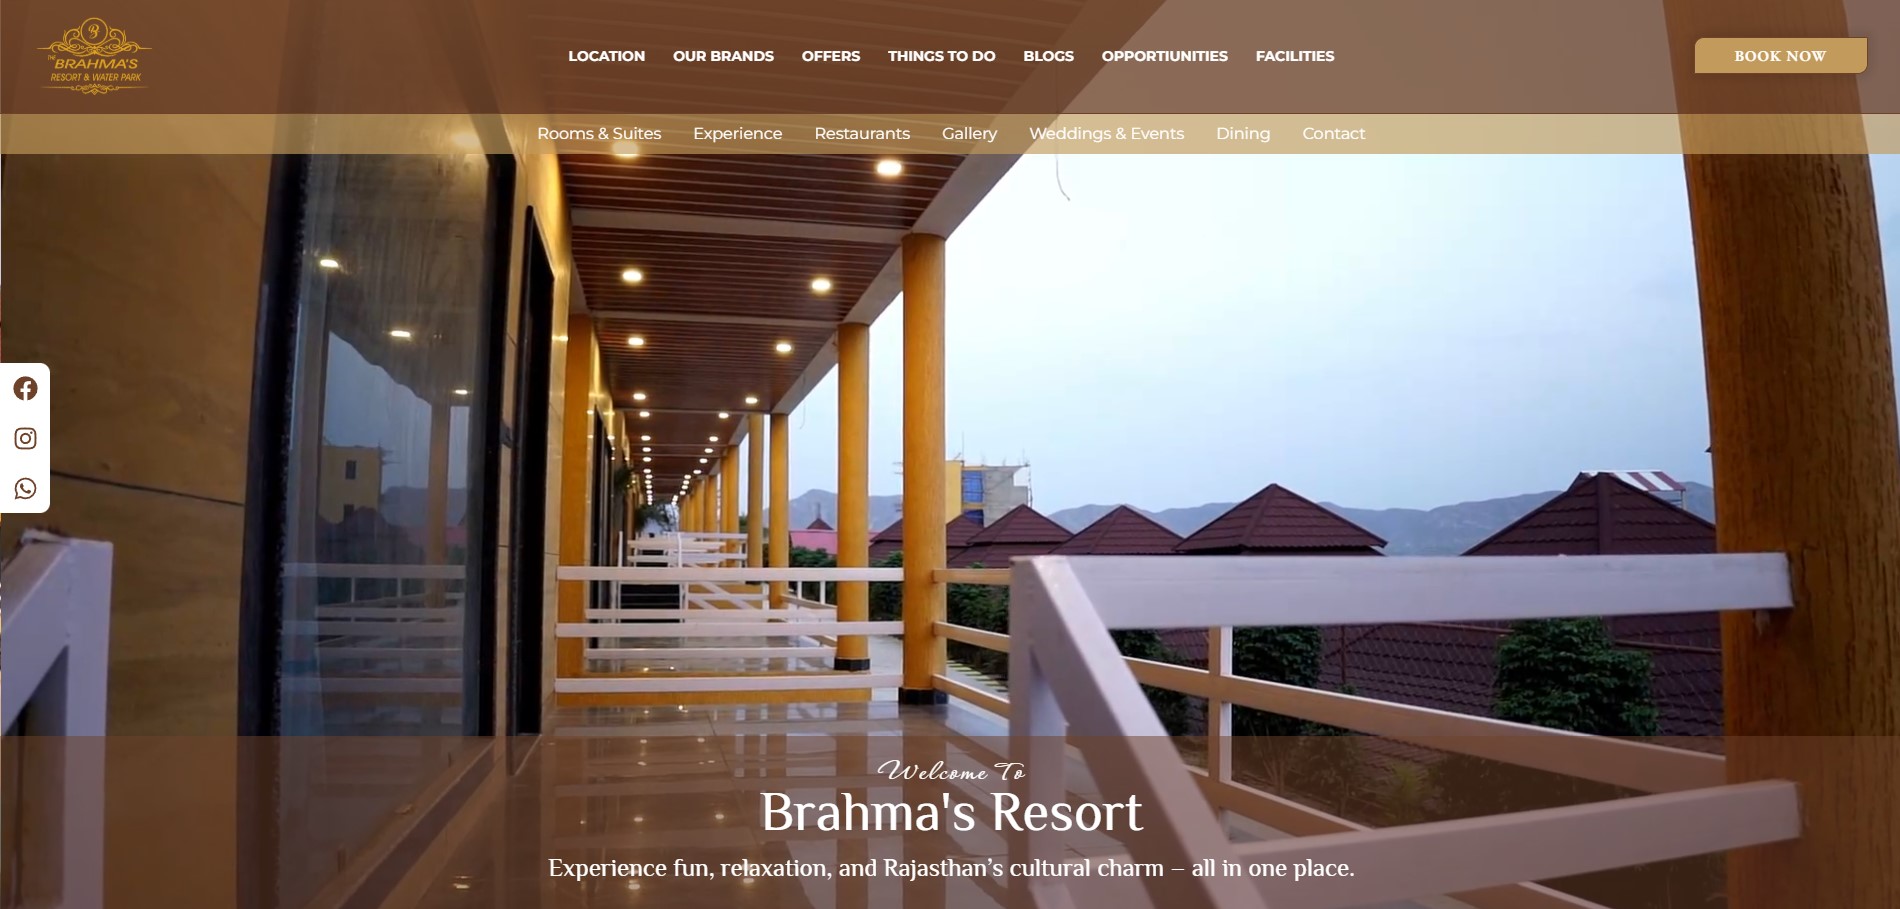 B
THE
BRAHMA'S
RESORT & WATER PARK
LOCATION OUR BRANDS OFFERS THINGS TO DO BLOGS OPPORTIUNITIES FACILITIES
BOOK NOW
Rooms & Suites Experience Restaurants Gallery Weddings & Events Dining Contact
Welcome To
Brahma's Resort
Experience fun, relaxation, and Rajasthan’s cultural charm – all in one place.